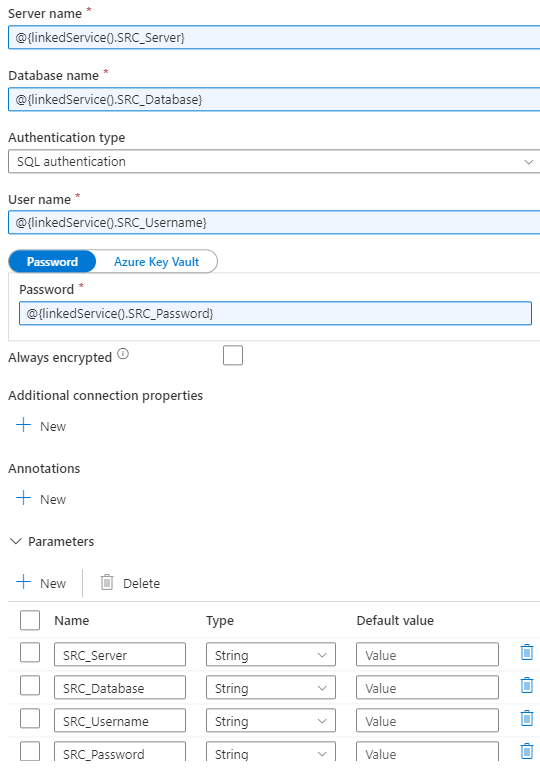 Server name *
@{linkedService().SRC_Server}
Database name *
@{linkedService().SRC_Database}
Authentication type
SQL authentication
User name *
@{linkedService().SRC_Username}
Password Azure Key Vault
Password *
@{linkedService().SRC_Password}
Always encrypted
Additional connection properties
New
Annotations
New
Parameters
New Delete
Name Type Default value
SRC_Server String Value
SRC_Database String Value
SRC_Username String Value
SRC_Password String Value